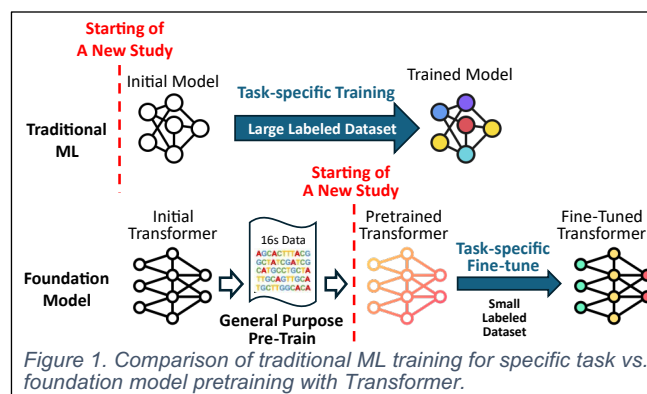 Starting of
A New Study
Initial Model
Trained Model
Task-specific Training
Large Labeled Dataset
Traditional
ML
Starting of
A New Study
Initial
Transformer
16s Data
AGCACTTTACG
GCTATCGATCG
CATGCCTGCTA
TTGCAGTTGCA
TGCTTGGCACA
Pretrained
Transformer
Task-specific
Fine-tune
Fine-Tuned
Transformer
Foundation
Model
General Purpose
Pre-Train
Small
Labeled
Dataset
Figure 1. Comparison of traditional ML training for specific task vs.
foundation model pretraining with Transformer.